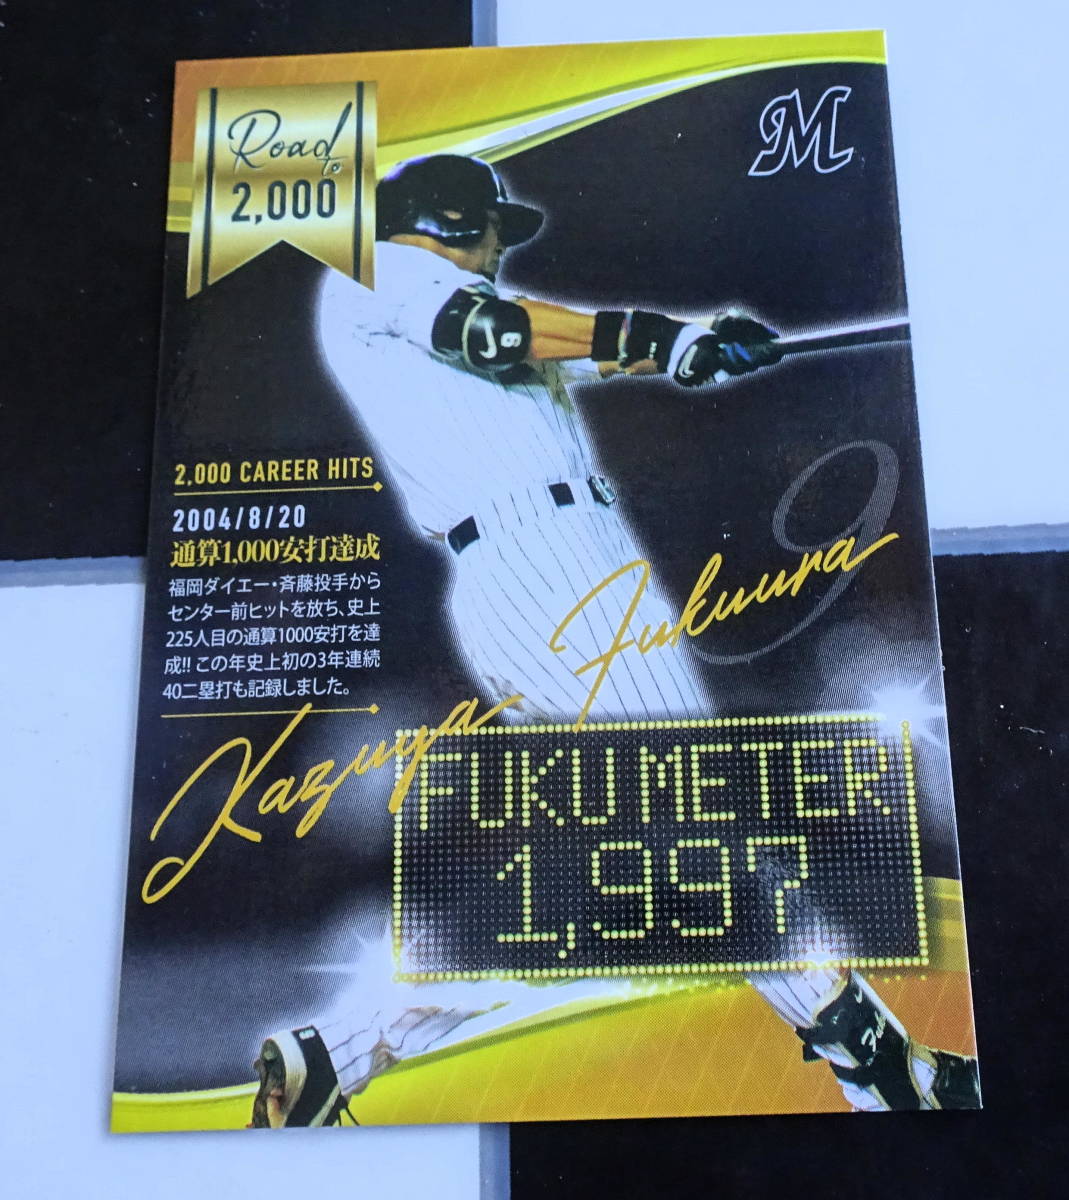 Road
to
2,000
M
9
2,000 CAREER HITS
2004/8/20
通算1,000安打達成
福岡ダイエー・斉藤投手から
センター前ヒットを放ち、史上
225人目の通算1000安打を達
成!! この年史上初の3年連続
40二塁打も記録しました。
9
Kazuya Fukuura
FUKU METER
1,997
9